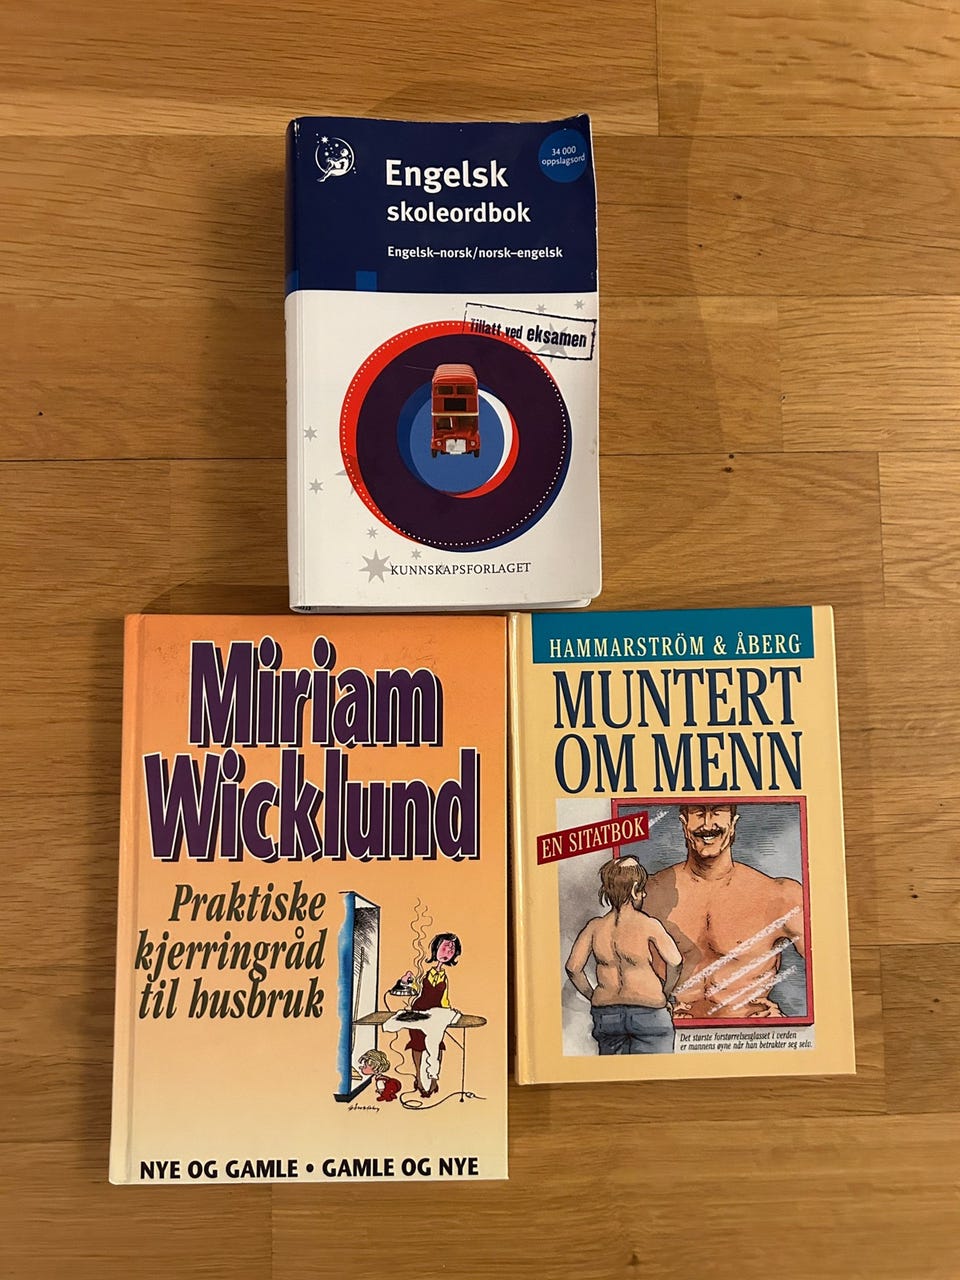 34 000
oppslagsord
Engelsk
skoleordbok
Engelsk–norsk/norsk–engelsk
Tillatt ved eksamen
KUNNSKAPSFORLAGET
Miriam
Wicklund
Praktiske
kjerringråd
til husbruk
NYE OG GAMLE • GAMLE OG NYE
HAMMARSTRÖM & ÅBERG
MUNTERT
OM MENN
EN SITATBOK
Det største forstørrelsesglasset i verden
er mannens øyne når han betrakter seg selv.